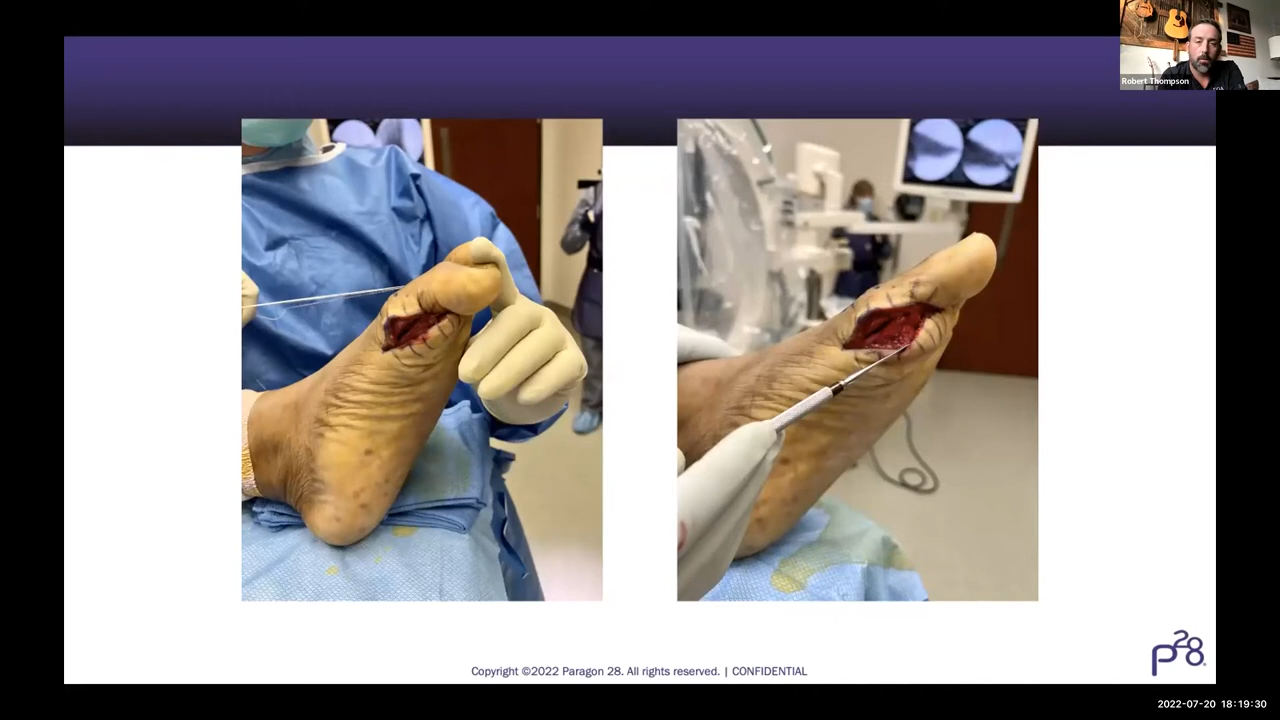 Robert Thompson
p28
Copyright ©2022 Paragon 28. All rights reserved. | CONFIDENTIAL
2022-07-20 18:19:30